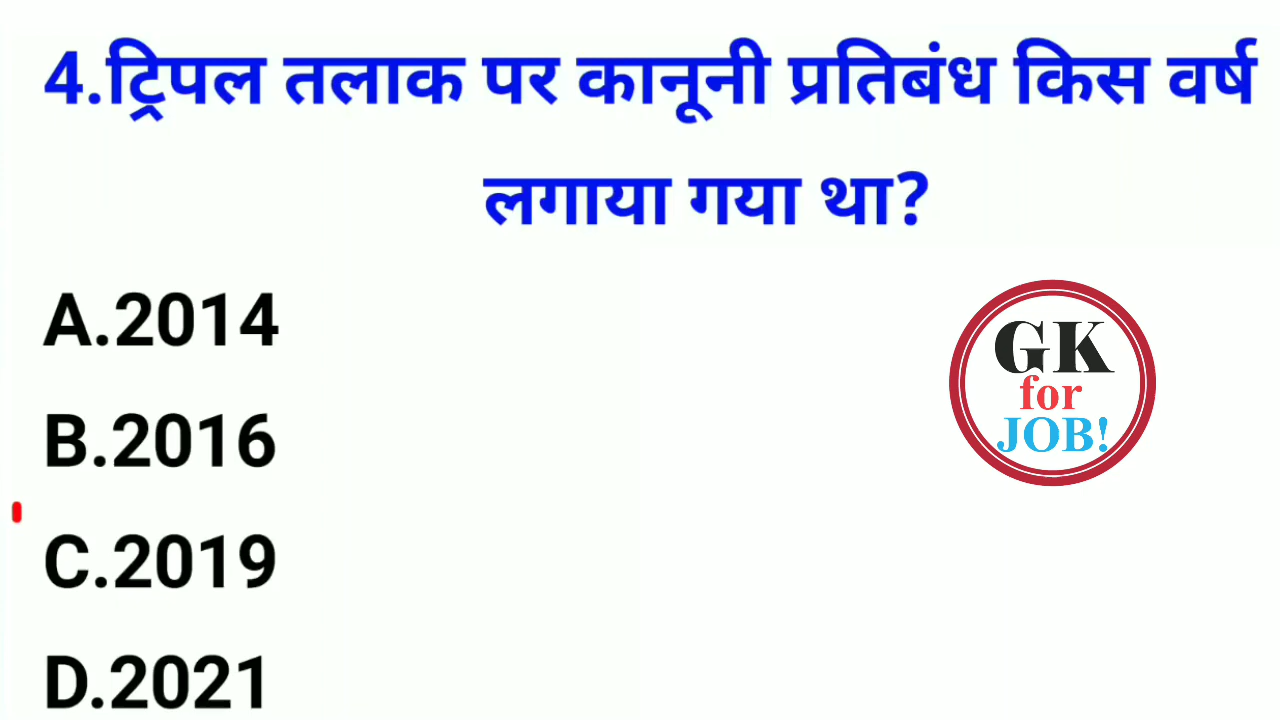 4.ट्रिपल तलाक पर कानूनी प्रतिबंध किस वर्ष
लगाया गया था?
A.2014
B.2016
C.2019
D.2021
GK
for
JOB!